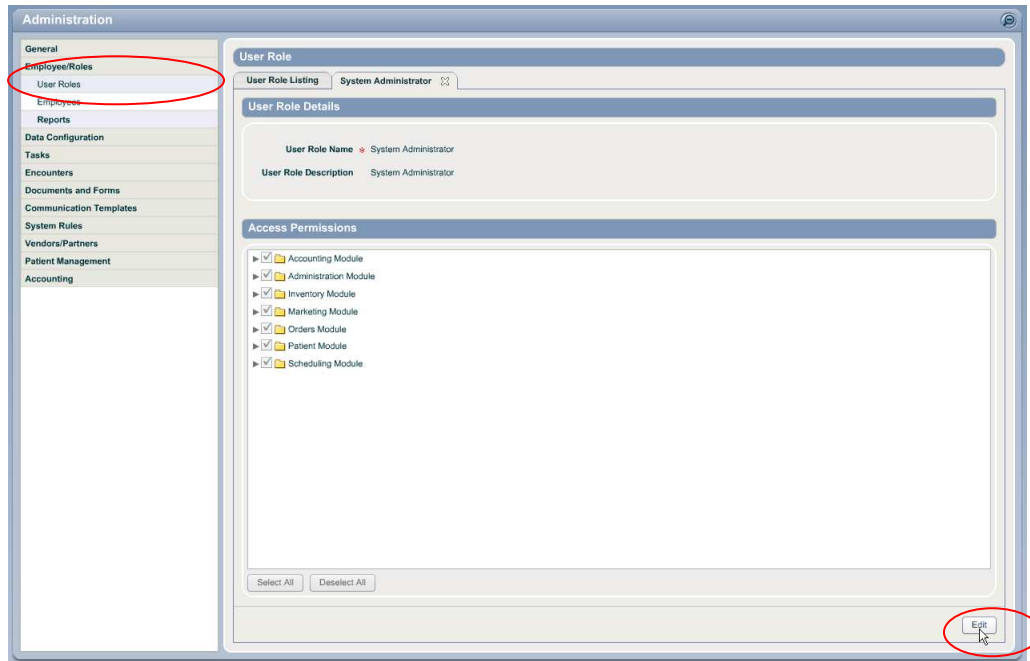 Administration
General
Employee/Roles
User Roles
Employees
Reports
Data Configuration
Tasks
Encounters
Documents and Forms
Communication Templates
System Rules
Vendors/Partners
Patient Management
Accounting
User Role
User Role Listing System Administrator
User Role Details
User Role Name * System Administrator
User Role Description System Administrator
Access Permissions
Accounting Module
Administration Module
Inventory Module
Marketing Module
Orders Module
Patient Module
Scheduling Module
Select All Deselect All
Edit